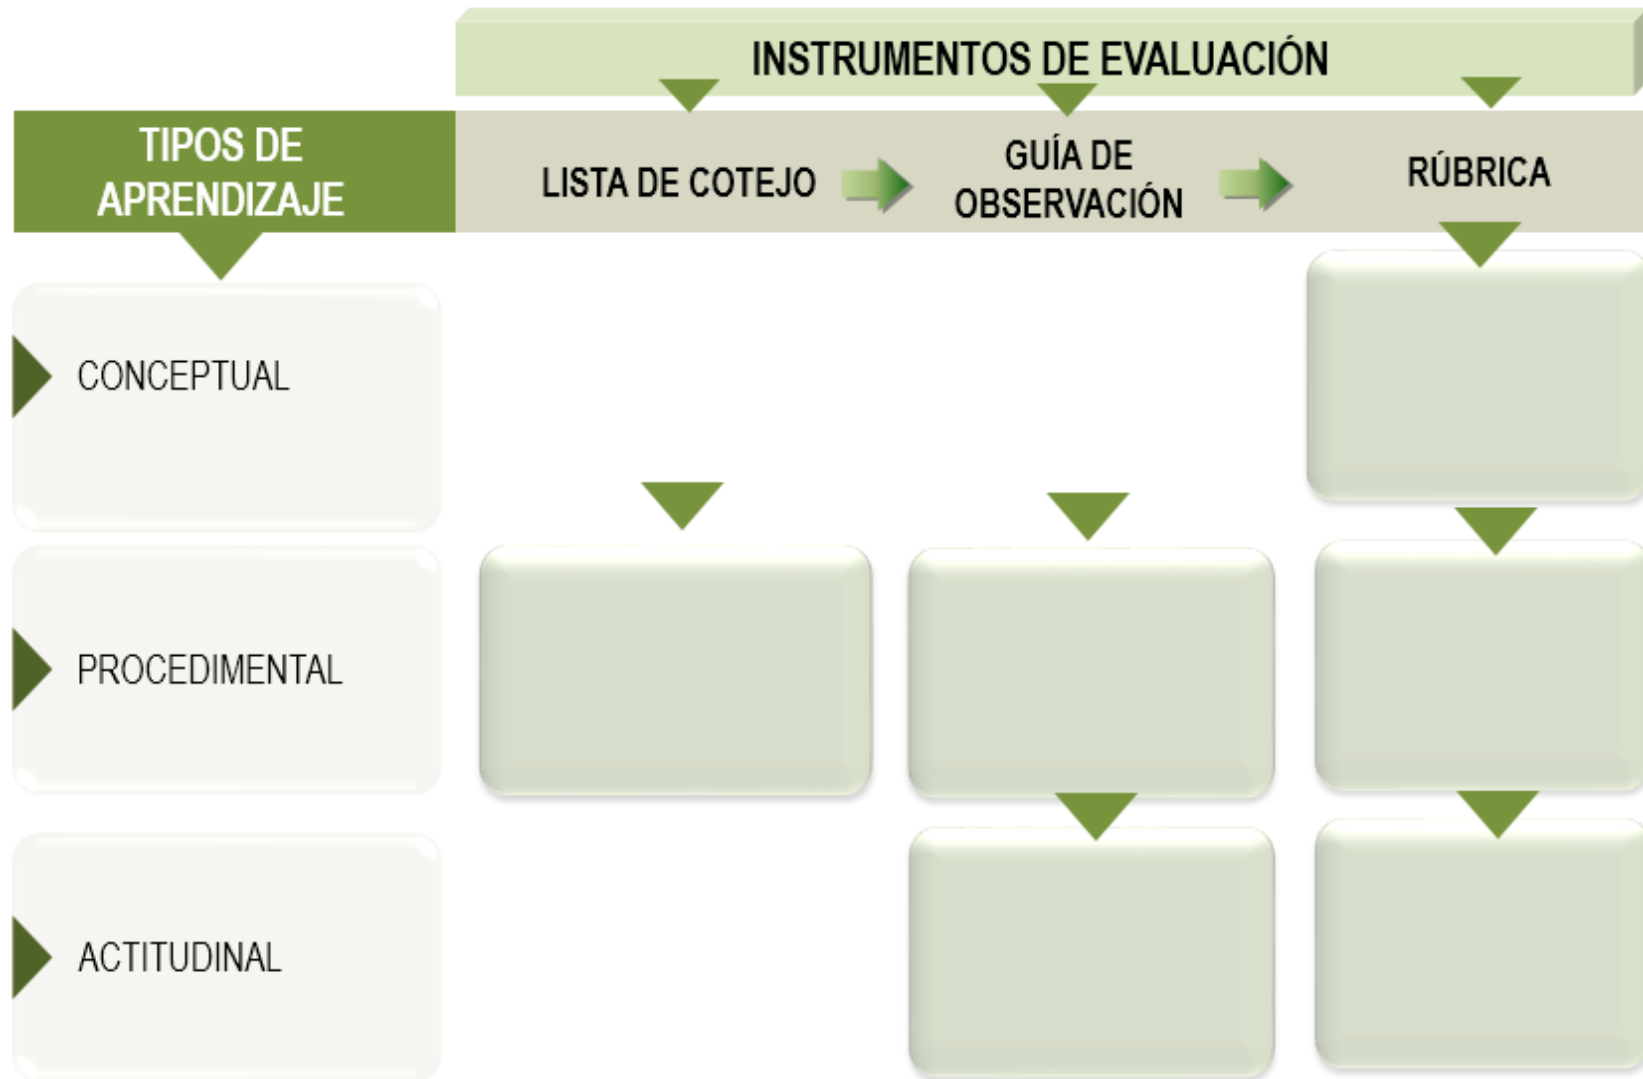 INSTRUMENTOS DE EVALUACIÓN
TIPOS DE
APRENDIZAJE
LISTA DE COTEJO
GUÍA DE
OBSERVACIÓN
RÚBRICA
CONCEPTUAL
PROCEDIMENTAL
ACTITUDINAL